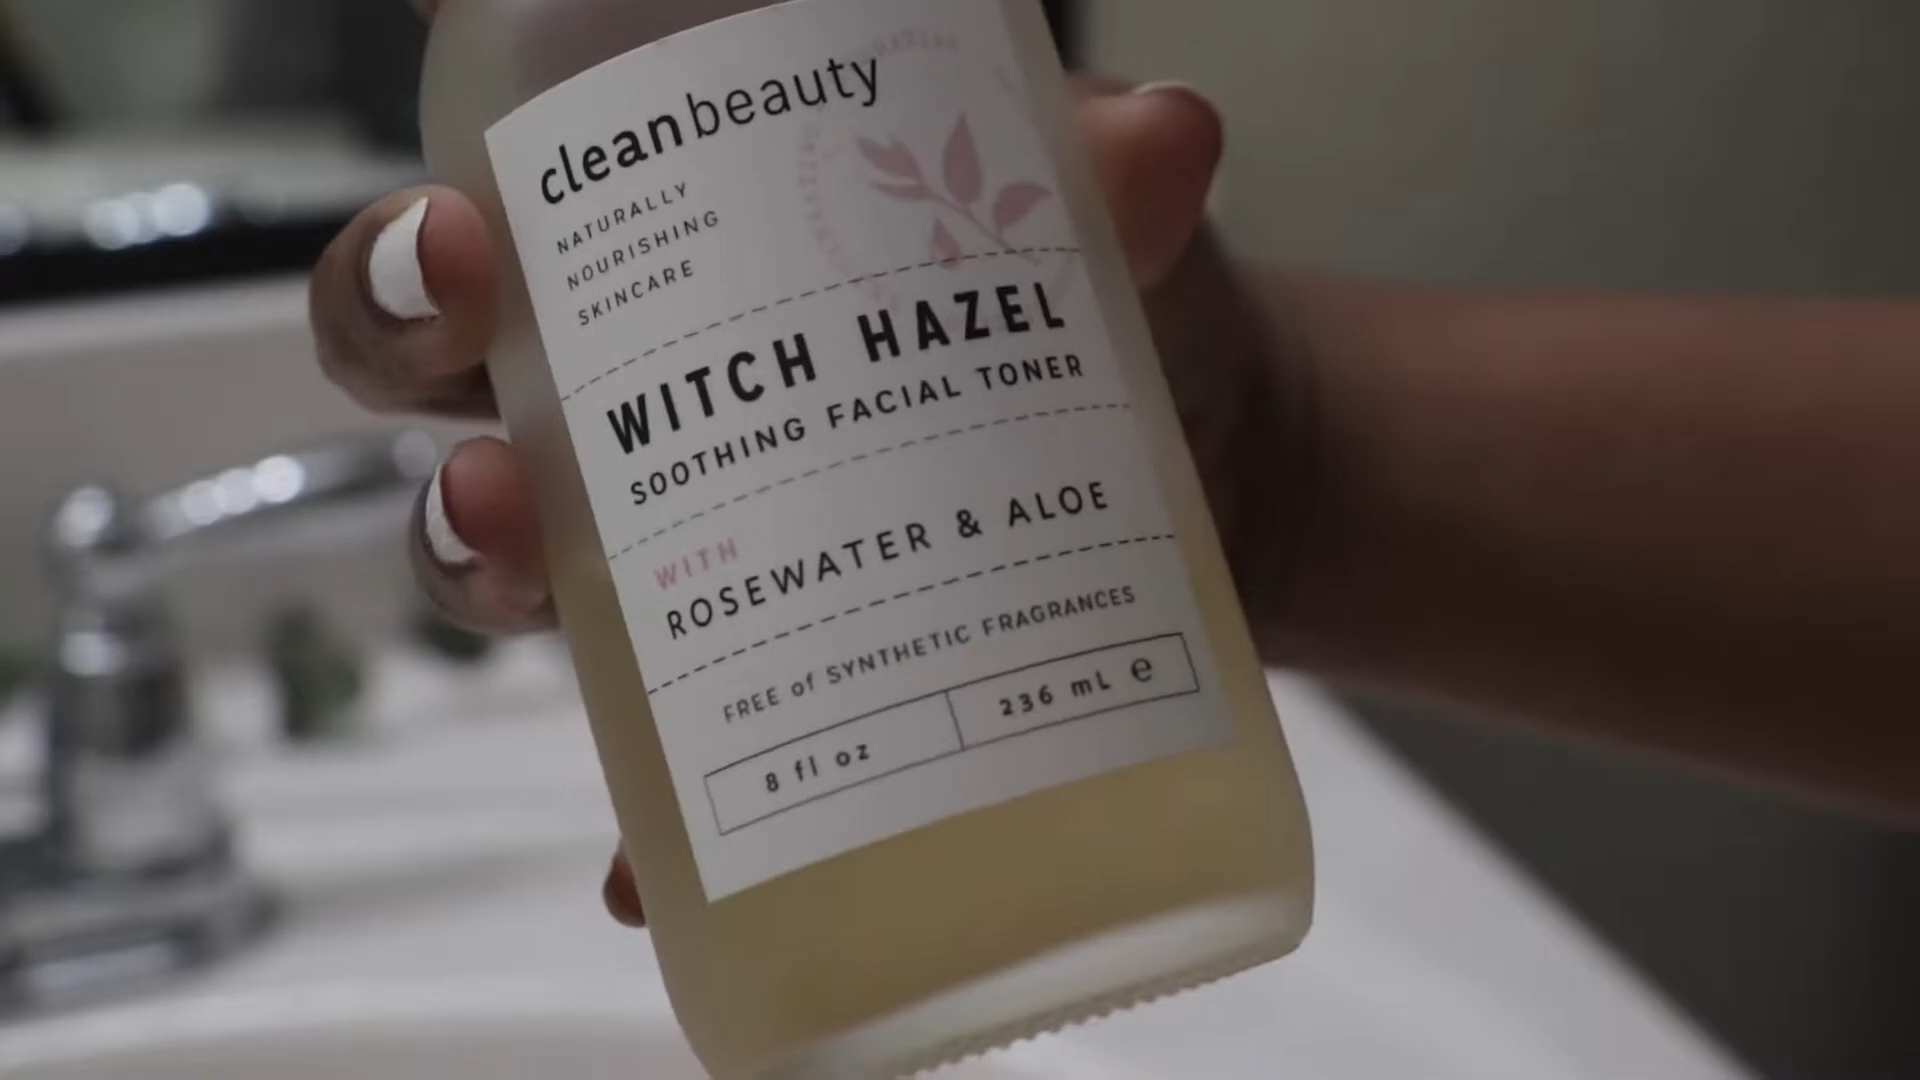 cleanbeauty
NATURALLY
NOURISHING
SKINCARE
WITCH HAZEL
SOOTHING FACIAL TONER
WITH
ROSEWATER & ALOE
FREE of SYNTHETIC FRAGRANCES
8 fl oz
236 mL ℮